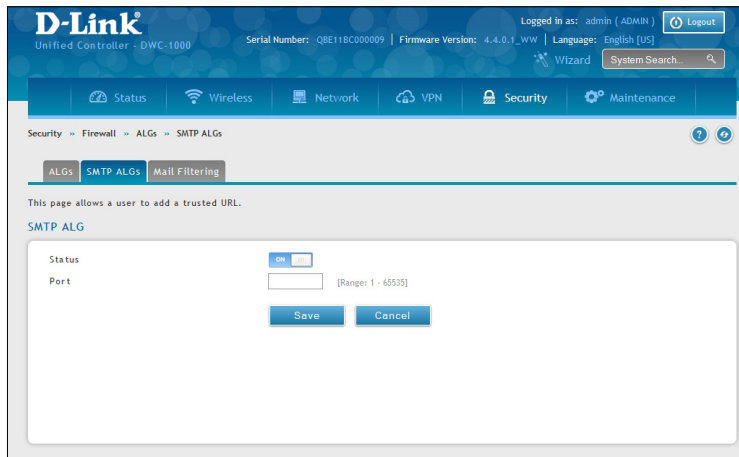 D-Link®
Unified Controller - DWC-1000
Logged in as: admin ( ADMIN ) Logout
Serial Number: QBE11BC000009 | Firmware Version: 4.4.0.1_WW | Language: English [US]
Wizard System Search...
Status Wireless Network VPN Security Maintenance
Security » Firewall » ALGs » SMTP ALGs ?
ALGs SMTP ALGs Mail Filtering
This page allows a user to add a trusted URL.
SMTP ALG
Status ON
Port [Range: 1 - 65535]
Save Cancel